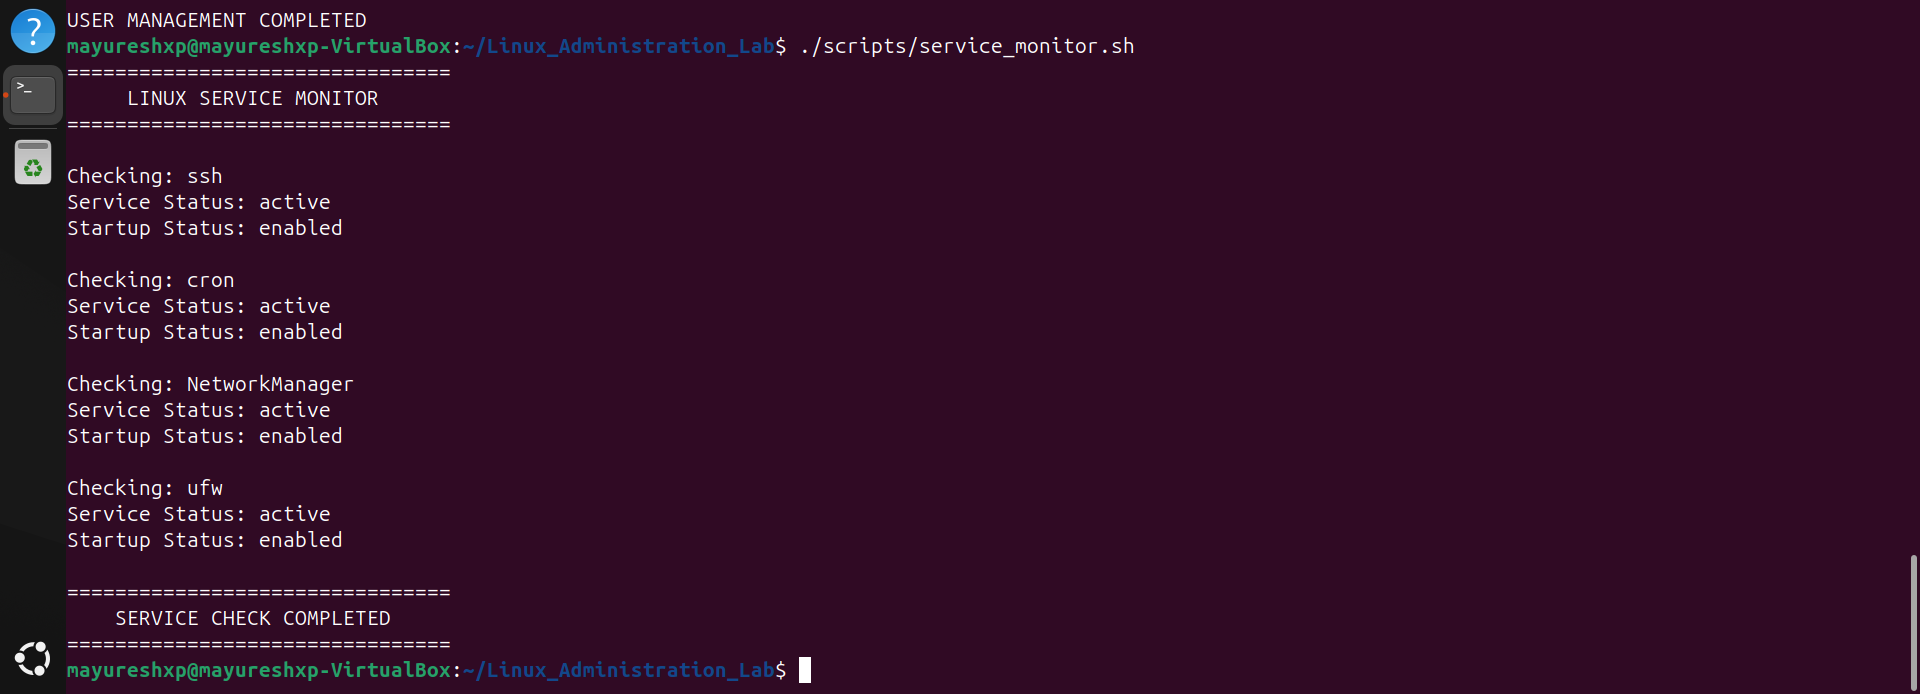 USER MANAGEMENT COMPLETED
mayureshxp@mayureshxp-VirtualBox:~/Linux_Administration_Lab$ ./scripts/service_monitor.sh
================================
     LINUX SERVICE MONITOR
================================

Checking: ssh
Service Status: active
Startup Status: enabled

Checking: cron
Service Status: active
Startup Status: enabled

Checking: NetworkManager
Service Status: active
Startup Status: enabled

Checking: ufw
Service Status: active
Startup Status: enabled

================================
    SERVICE CHECK COMPLETED
================================
mayureshxp@mayureshxp-VirtualBox:~/Linux_Administration_Lab$